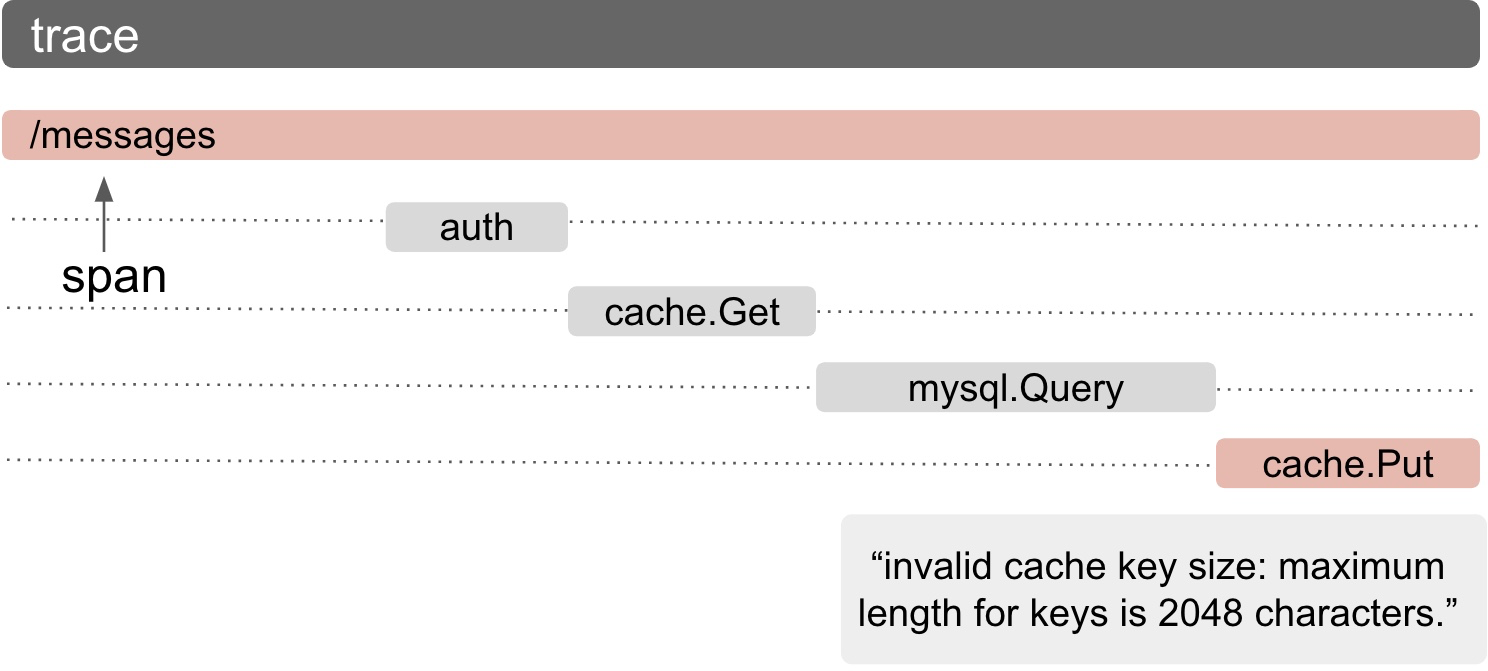 trace
/messages
auth
span
cache.Get
mysql.Query
cache.Put
“invalid cache key size: maximum
length for keys is 2048 characters.”